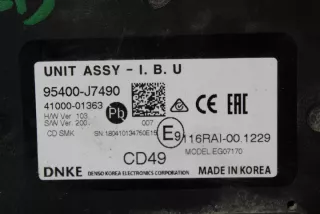 UNIT ASSY - I. B. U
95400-J7490
41000-01363
H/W Ver: 103
S/W Ver: 200
Pb
007
CE EAC
CD SMK
E9
116RAI-00.1229
MODEL:EG07170
CD49
DNKE DENSO KOREA ELECTRONICS CORPORATION
MADE IN KOREA